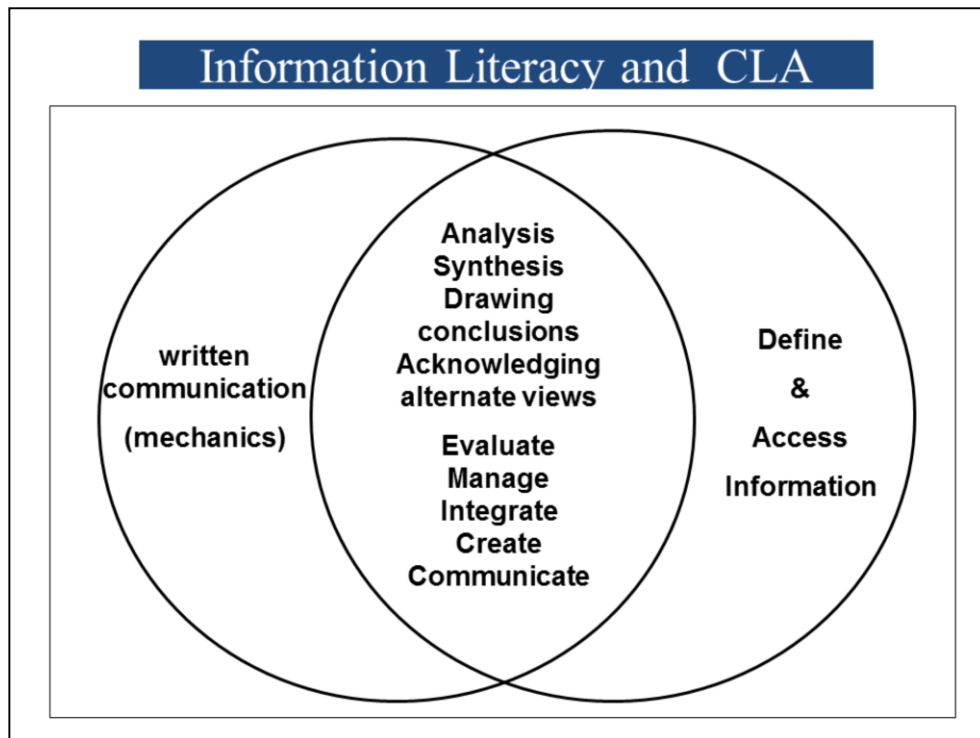 Information Literacy and CLA
written
communication
(mechanics)
Analysis
Synthesis
Drawing
conclusions
Acknowledging
alternate views
Evaluate
Manage
Integrate
Create
Communicate
Define
&
Access
Information